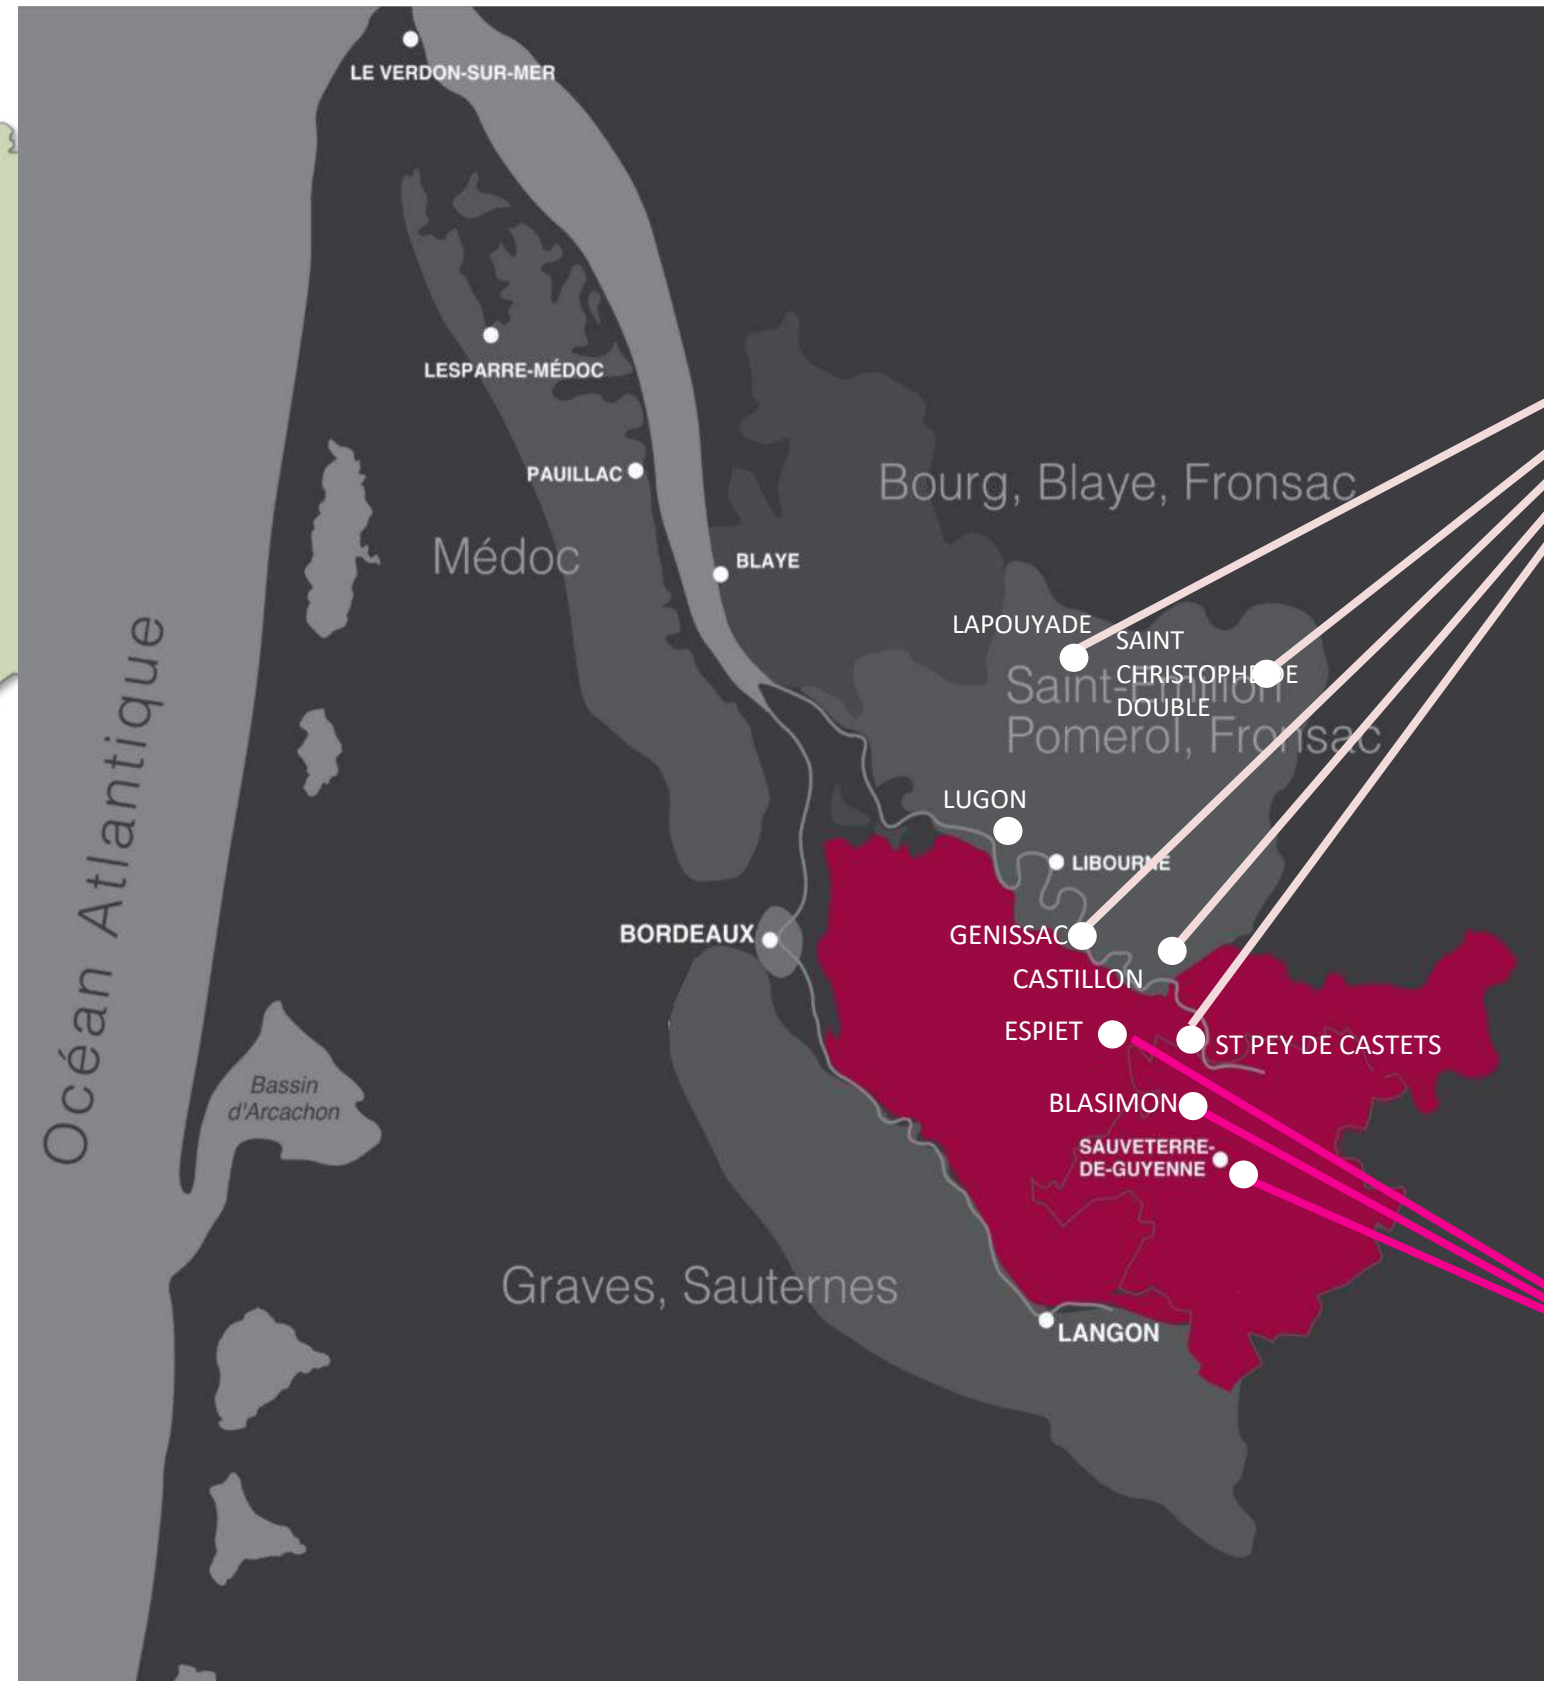 LE VERDON-SUR-MER
LESPARRE-MÉDOC
PAUILLAC
Bourg, Blaye, Fronsac
Médoc
BLAYE
LAPOUYADE
SAINT
CHRISTOPHE DE
DOUBLE
Saint-Emilion
Pomerol, Fronsac
Océan Atlantique
LUGON
LIBOURNE
BORDEAUX
GENISSAC
CASTILLON
ESPIET
ST PEY DE CASTETS
Bassin
d'Arcachon
BLASIMON
SAUVETERRE-
DE-GUYENNE
Graves, Sauternes
LANGON